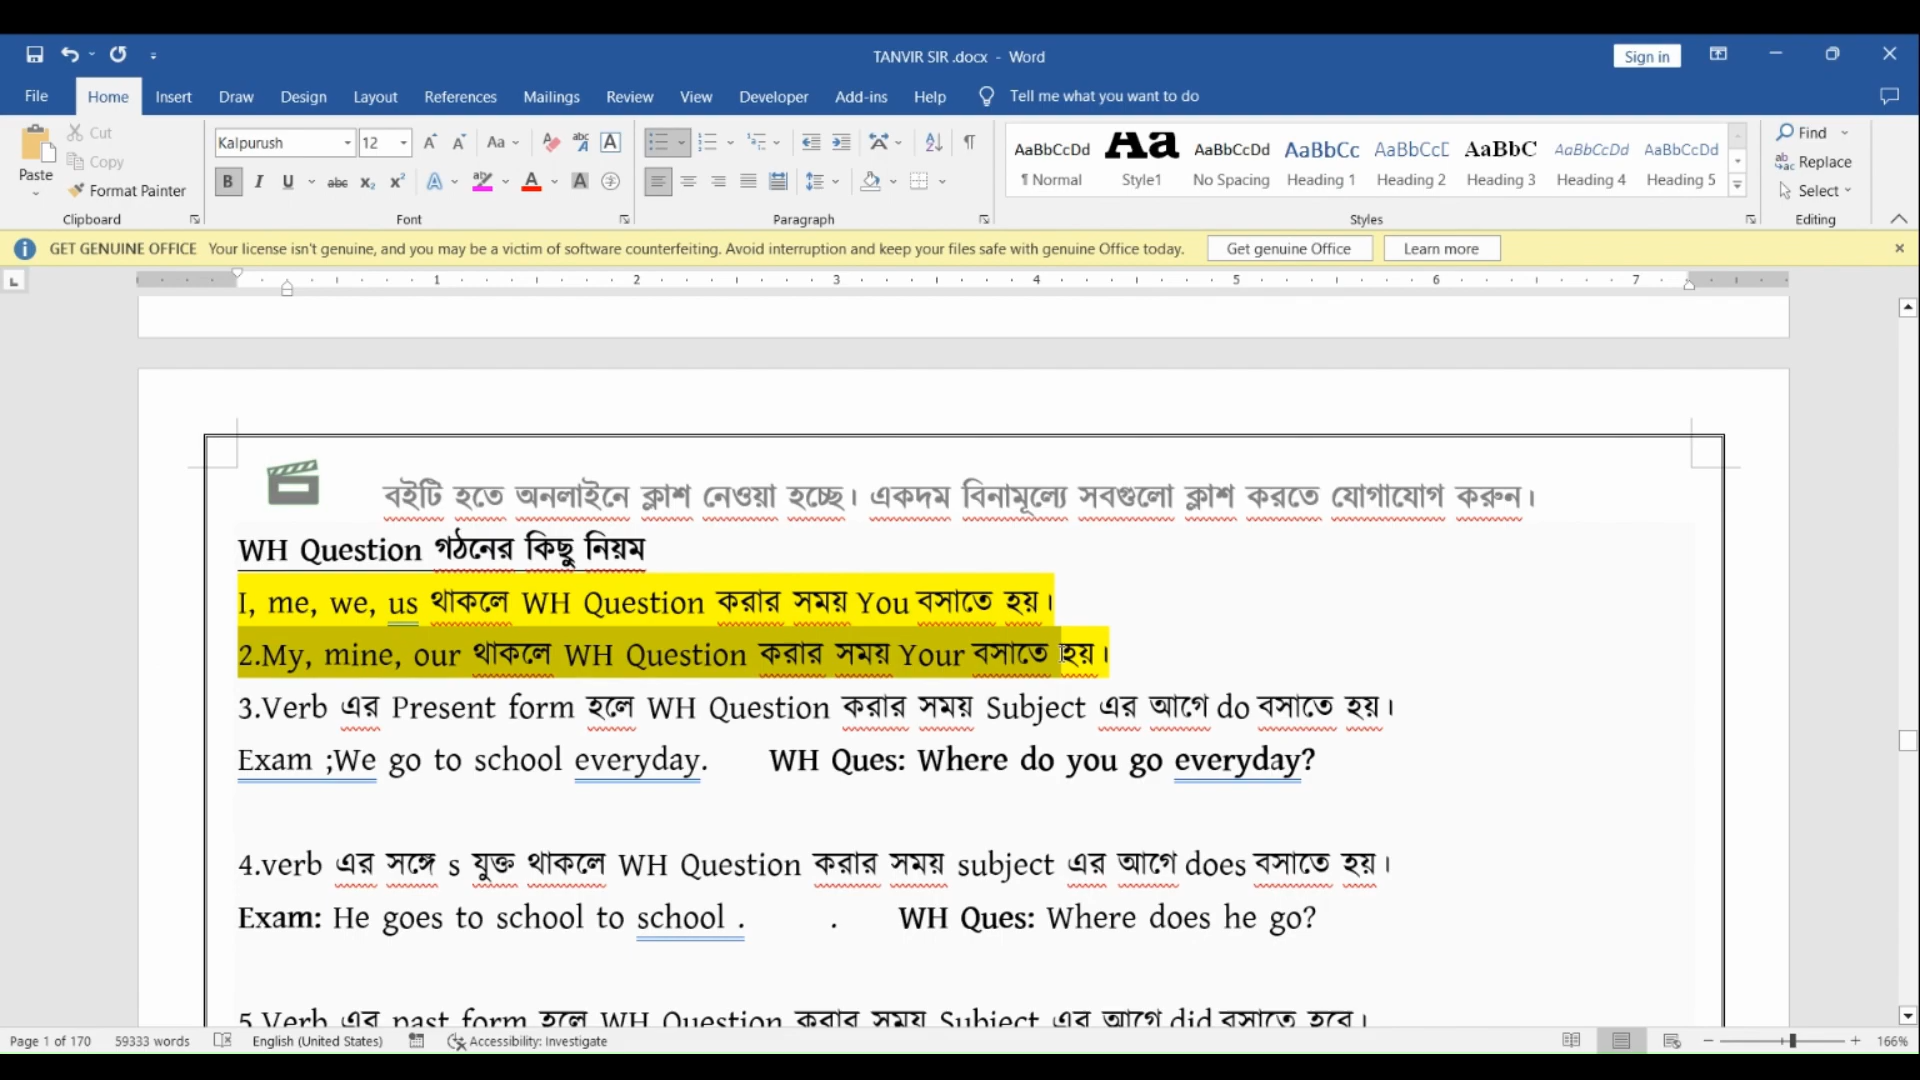 TANVIR SIR .docx - Word
Sign in
File Home Insert Draw Design Layout References Mailings Review View Developer Add-ins Help Tell me what you want to do
Paste
Cut
Copy
Format Painter
Clipboard
Kalpurush 12
Font
Paragraph
AaBbCcDd Aa AaBbCcDd AaBbCc AaBbCcD AaBbC AaBbCcDd AaBbCcDd
¶ Normal Style1 No Spacing Heading 1 Heading 2 Heading 3 Heading 4 Heading 5
Styles
Find
Replace
Select
Editing
GET GENUINE OFFICE Your license isn't genuine, and you may be a victim of software counterfeiting. Avoid interruption and keep your files safe with genuine Office today. Get genuine Office Learn more
1 2 3 4 5 6 7
বইটি হতে অনলাইনে ক্লাশ নেওয়া হচ্ছে। একদম বিনামূল্যে সবগুলো ক্লাশ করতে যোগাযোগ করুন।
WH Question গঠনের কিছু নিয়ম
I, me, we, us থাকলে WH Question করার সময় You বসাতে হয়।
2.My, mine, our থাকলে WH Question করার সময় Your বসাতে হয়।
3.Verb এর Present form হলে WH Question করার সময় Subject এর আগে do বসাতে হয়।
Exam ;We go to school everyday. WH Ques: Where do you go everyday?
4.verb এর সঙ্গে s যুক্ত থাকলে WH Question করার সময় subject এর আগে does বসাতে হয়।
Exam: He goes to school to school . . WH Ques: Where does he go?
5.Verb এর past form হলে WH Question করার সময় Subject এর আগে did বসাতে হবে।
Page 1 of 170 59333 words English (United States) Accessibility: Investigate 166%